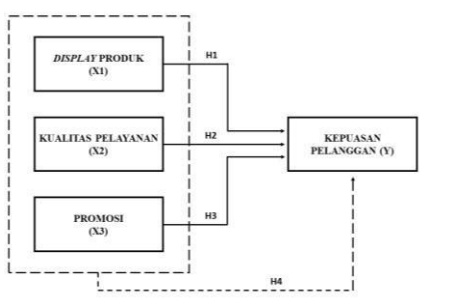 DISPLAY PRODUK
(X1)
H1
KUALITAS PELAYANAN
(X2)
H2
KEPUASAN
PELANGGAN (Y)
PROMOSI
(X3)
H3
H4